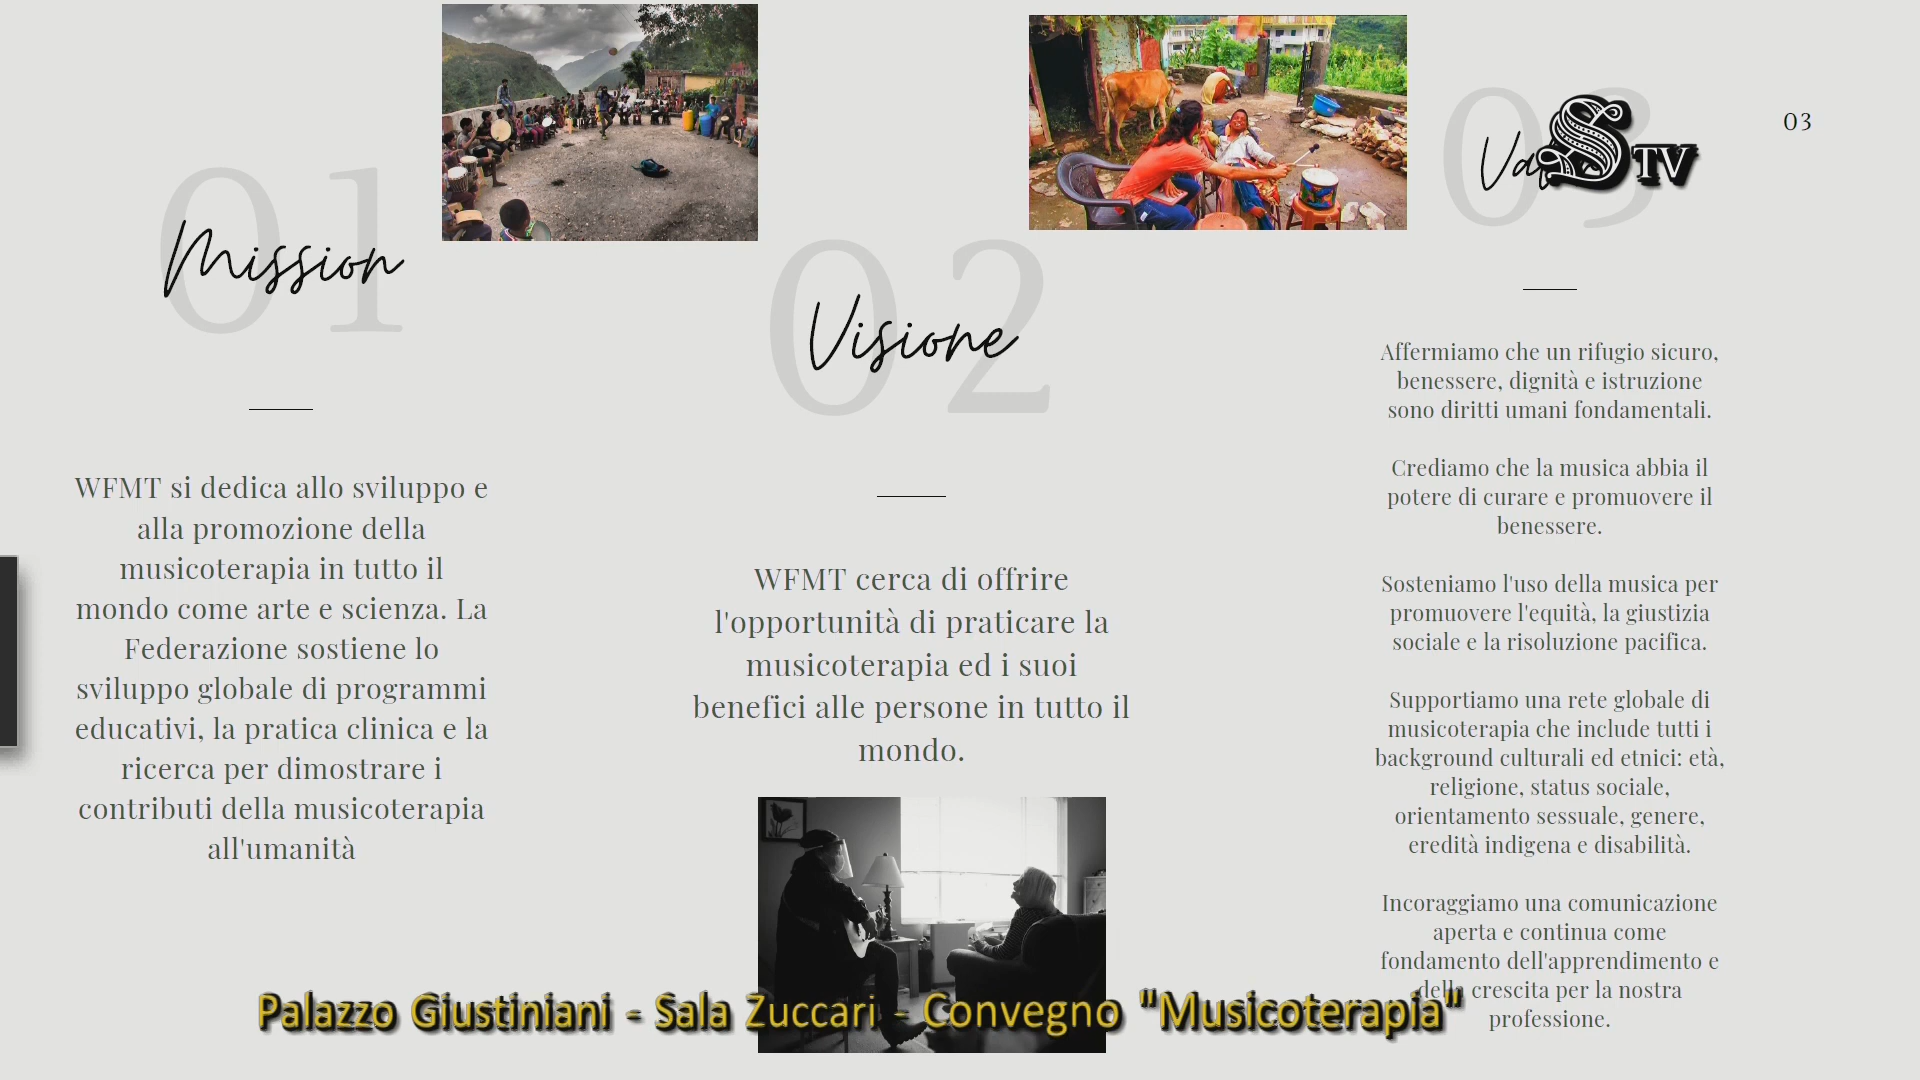 01
Mission
WFMT si dedica allo sviluppo e
alla promozione della
musicoterapia in tutto il
mondo come arte e scienza. La
Federazione sostiene lo
sviluppo globale di programmi
educativi, la pratica clinica e la
ricerca per dimostrare i
contributi della musicoterapia
all'umanità
02
Visione
WFMT cerca di offrire
l'opportunità di praticare la
musicoterapia ed i suoi
benefici alle persone in tutto il
mondo.
03
S TV
03
Affermiamo che un rifugio sicuro,
benessere, dignità e istruzione
sono diritti umani fondamentali.
Crediamo che la musica abbia il
potere di curare e promuovere il
benessere.
Sosteniamo l'uso della musica per
promuovere l'equità, la giustizia
sociale e la risoluzione pacifica.
Supportiamo una rete globale di
musicoterapia che include tutti i
background culturali ed etnici: età,
religione, status sociale,
orientamento sessuale, genere,
eredità indigena e disabilità.
Incoraggiamo una comunicazione
aperta e continua come
fondamento dell'apprendimento e
della crescita per la nostra
professione.
Palazzo Giustiniani - Sala Zuccari - Convegno "Musicoterapia"